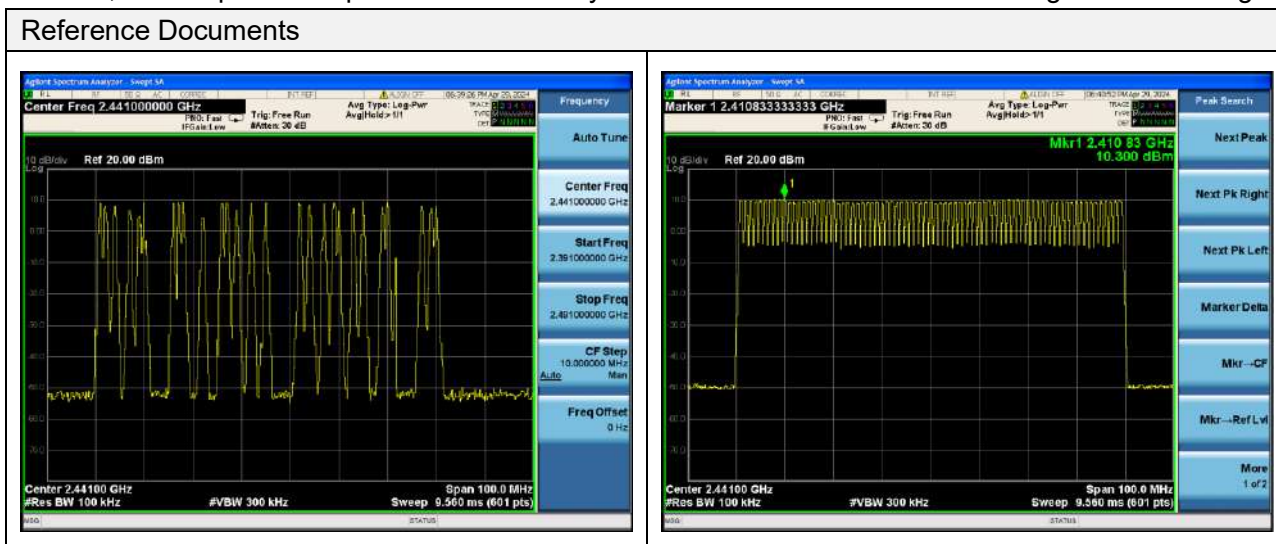 Reference Documents
Agilent Spectrum Analyzer - Swept SA
Center Freq 2.441000000 GHz
PNO: Fast
IFGain:Low
Trig: Free Run
#Atten: 30 dB
Avg Type: Log-Pwr
Avg|Hold>1/1
10 dB/div
Log
Ref 20.00 dBm
Center 2.44100 GHz
#Res BW 100 kHz
#VBW 300 kHz
Span 100.0 MHz
Sweep 9.560 ms (601 pts)
MSG
STATUS
Frequency
Auto Tune
Center Freq
2.441000000 GHz
Start Freq
2.391000000 GHz
Stop Freq
2.491000000 GHz
CF Step
10.000000 MHz
Auto Man
Freq Offset
0 Hz
Agilent Spectrum Analyzer - Swept SA
Marker 1 2.410833333333 GHz
PNO: Fast
IFGain:Low
Trig: Free Run
#Atten: 30 dB
Avg Type: Log-Pwr
Avg|Hold>1/1
Mkr1 2.410 83 GHz
10.300 dBm
10 dB/div
Log
Ref 20.00 dBm
1
Center 2.44100 GHz
#Res BW 100 kHz
#VBW 300 kHz
Span 100.0 MHz
Sweep 9.560 ms (601 pts)
MSG
STATUS
Peak Search
Next Peak
Next Pk Right
Next Pk Left
Marker Delta
Mkr→CF
Mkr→Ref Lvl
More
1 of 2